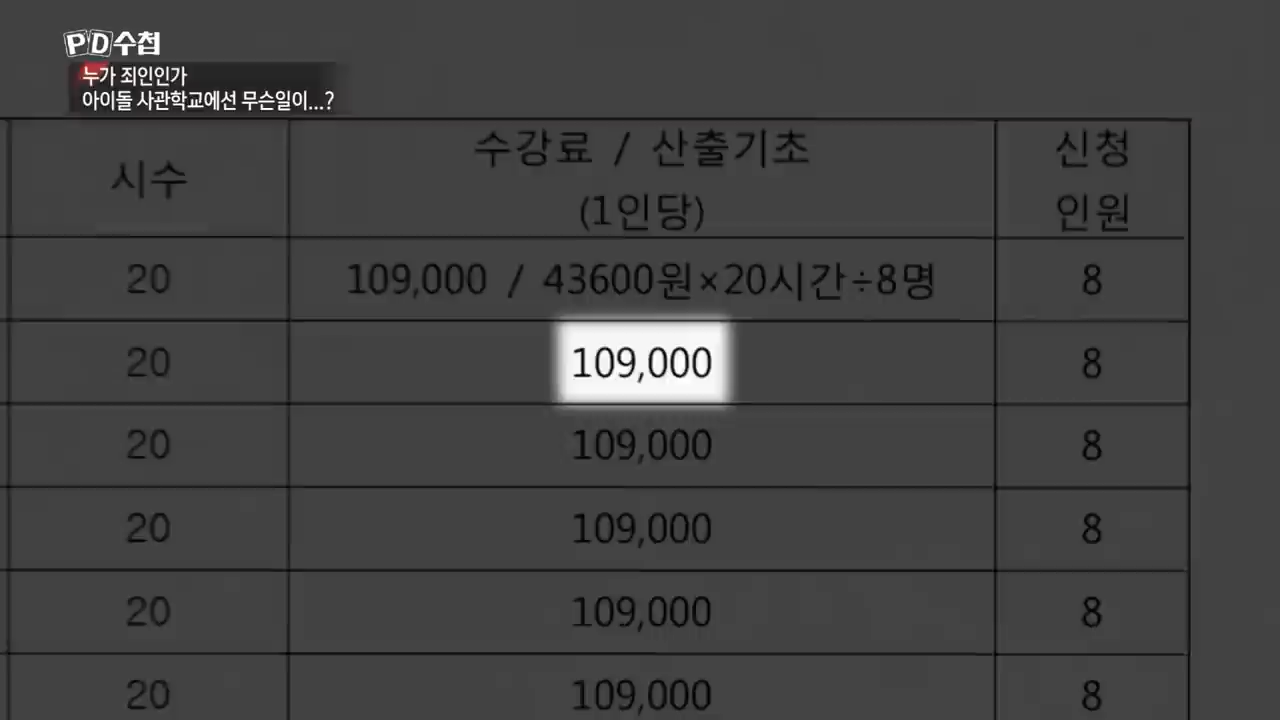 PD수첩
누가 죄인인가
아이돌 사관학교에선 무슨일이...?
시수
수강료 / 산출기초
(1인당)
신청
인원
20
109,000 / 43600원×20시간÷8명
8
20
109,000
8
20
109,000
8
20
109,000
8
20
109,000
8
20
109,000
8